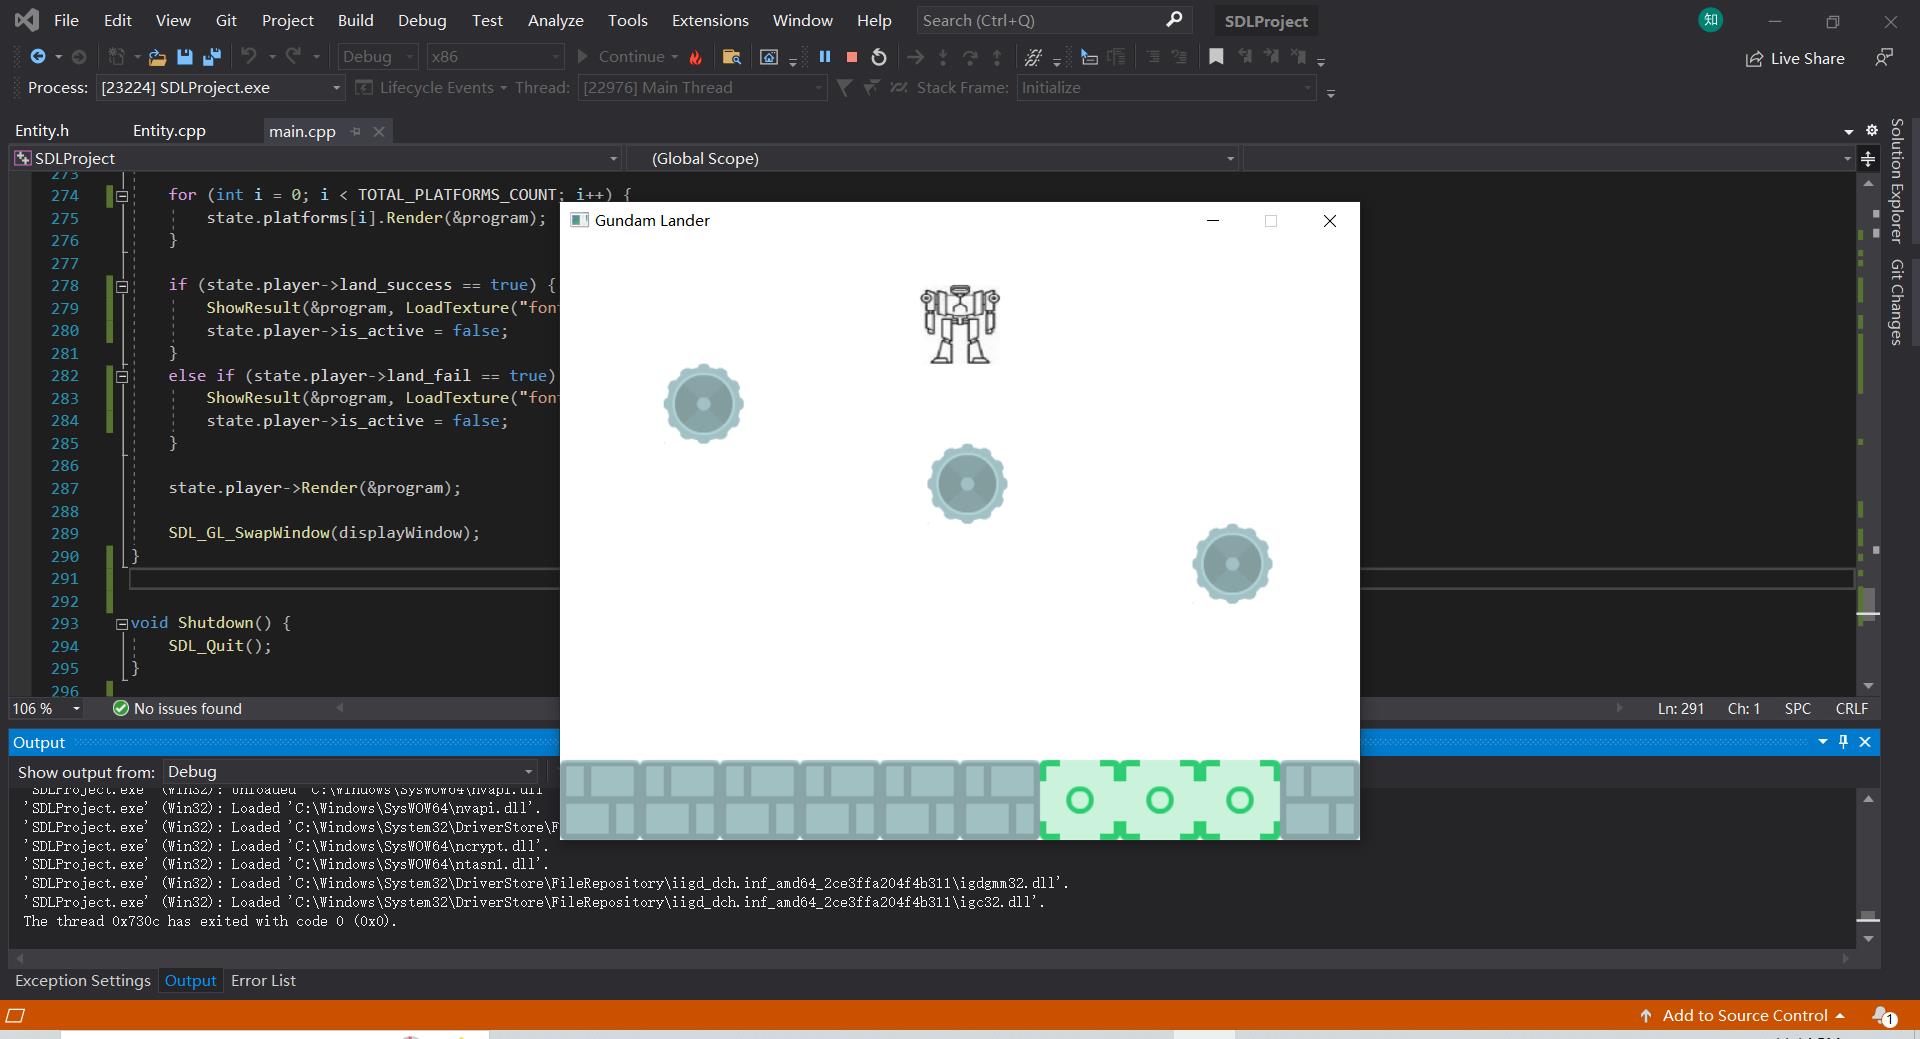 File Edit View Git Project Build Debug Test Analyze Tools Extensions Window Help Search (Ctrl+Q) SDLProject 知
Debug x86 Continue Live Share
Process: [23224] SDLProject.exe Lifecycle Events Thread: [22976] Main Thread Stack Frame: Initialize
Entity.h Entity.cpp main.cpp
SDLProject (Global Scope)
Solution Explorer
Git Changes
273
274 for (int i = 0; i < TOTAL_PLATFORMS_COUNT; i++) {
275 state.platforms[i].Render(&program);
276 }
277
278 if (state.player->land_success == true) {
279 ShowResult(&program, LoadTexture("fon
280 state.player->is_active = false;
281 }
282 else if (state.player->land_fail == true)
283 ShowResult(&program, LoadTexture("fon
284 state.player->is_active = false;
285 }
286
287 state.player->Render(&program);
288
289 SDL_GL_SwapWindow(displayWindow);
290 }
291
292
293 void Shutdown() {
294 SDL_Quit();
295 }
296
Gundam Lander
106 % No issues found Ln: 291 Ch: 1 SPC CRLF
Output
Show output from: Debug
'SDLProject.exe' (Win32): Unloaded 'C:\Windows\SysWOW64\nvapi.dll'
'SDLProject.exe' (Win32): Loaded 'C:\Windows\SysWOW64\nvapi.dll'.
'SDLProject.exe' (Win32): Loaded 'C:\Windows\System32\DriverStore\F
'SDLProject.exe' (Win32): Loaded 'C:\Windows\SysWOW64\ncrypt.dll'.
'SDLProject.exe' (Win32): Loaded 'C:\Windows\SysWOW64\ntasn1.dll'.
'SDLProject.exe' (Win32): Loaded 'C:\Windows\System32\DriverStore\FileRepository\iigd_dch.inf_amd64_2ce3ffa204f4b311\igdgmm32.dll'.
'SDLProject.exe' (Win32): Loaded 'C:\Windows\System32\DriverStore\FileRepository\iigd_dch.inf_amd64_2ce3ffa204f4b311\igc32.dll'.
The thread 0x730c has exited with code 0 (0x0).
Exception Settings Output Error List
Add to Source Control 1